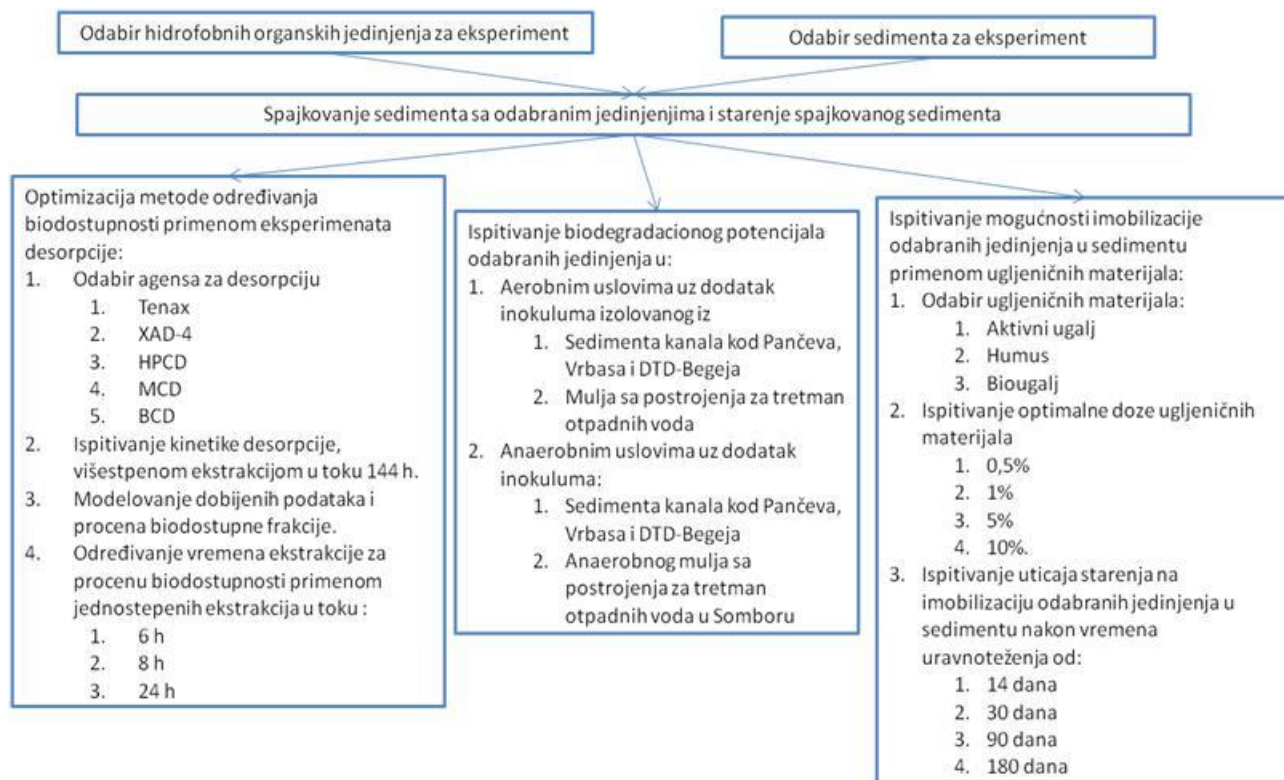 Odabir hidrofobnih organskih jedinjenja za eksperiment
Odabir sedimenta za eksperiment
Spajkovanje sedimenta sa odabranim jedinjenjima i starenje spajkovanog sedimenta
Optimizacija metode određivanja
biodostupnosti primenom eksperimenata
desorpcije:
1. Odabir agensa za desorpciju
1. Tenax
2. XAD-4
3. HPCD
4. MCD
5. BCD
2. Ispitivanje kinetike desorpcije,
višestpenom ekstrakcijom u toku 144 h.
3. Modelovanje dobijenih podataka i
procena biodostupne frakcije.
4. Određivanje vremena ekstrakcije za
procenu biodostupnosti primenom
jednostepenih ekstrakcija u toku :
1. 6 h
2. 8 h
3. 24 h
Ispitivanje biodegradacionog potencijala
odabranih jedinjenja u:
1. Aerobnim uslovima uz dodatak
inokuluma izolovanog iz
1. Sedimenta kanala kod Pančeva,
Vrbasa i DTD-Begeja
2. Mulja sa postrojenja za tretman
otpadnih voda
2. Anaerobnim uslovima uz dodatak
inokuluma:
1. Sedimenta kanala kod Pančeva,
Vrbasa i DTD-Begeja
2. Anaerobnog mulja sa
postrojenja za tretman
otpadnih voda u Somboru
Ispitivanje mogućnosti imobilizacije
odabranih jedinjenja u sedimentu
primenom ugljeničnih materijala:
1. Odabir ugljeničnih materijala:
1. Aktivni ugalj
2. Humus
3. Biougalj
2. Ispitivanje optimalne doze ugljeničnih
materijala
1. 0,5%
2. 1%
3. 5%
4. 10%.
3. Ispitivanje uticaja starenja na
imobilizaciju odabranih jedinjenja u
sedimentu nakon vremena
uravnoteženja od:
1. 14 dana
2. 30 dana
3. 90 dana
4. 180 dana